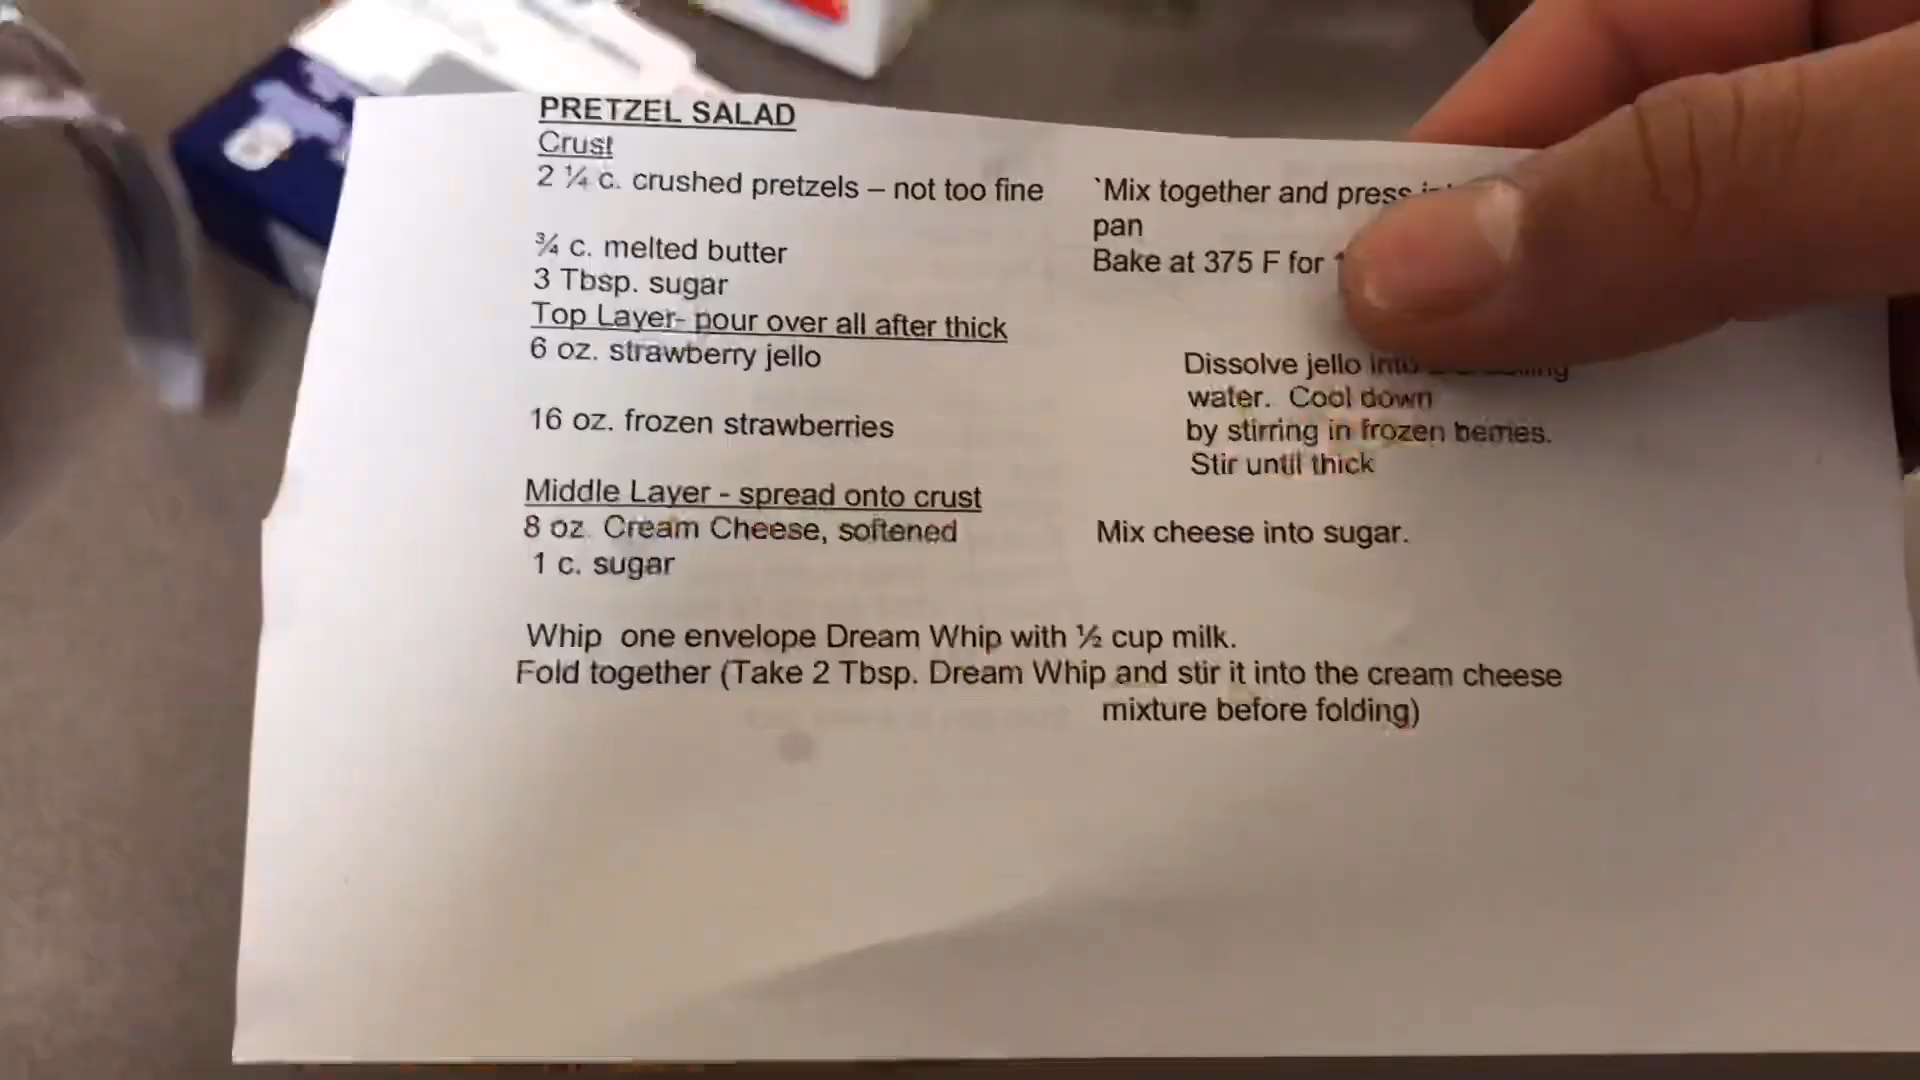 PRETZEL SALAD
Crust
2 ¼ c. crushed pretzels – not too fine
`Mix together and press
pan
¾ c. melted butter
Bake at 375 F for
3 Tbsp. sugar
Top Layer- pour over all after thick
6 oz. strawberry jello
Dissolve jello into
water. Cool down
16 oz. frozen strawberries
by stirring in frozen berries.
Stir until thick
Middle Layer - spread onto crust
8 oz. Cream Cheese, softened
Mix cheese into sugar.
1 c. sugar
Whip one envelope Dream Whip with ½ cup milk.
Fold together (Take 2 Tbsp. Dream Whip and stir it into the cream cheese
mixture before folding)